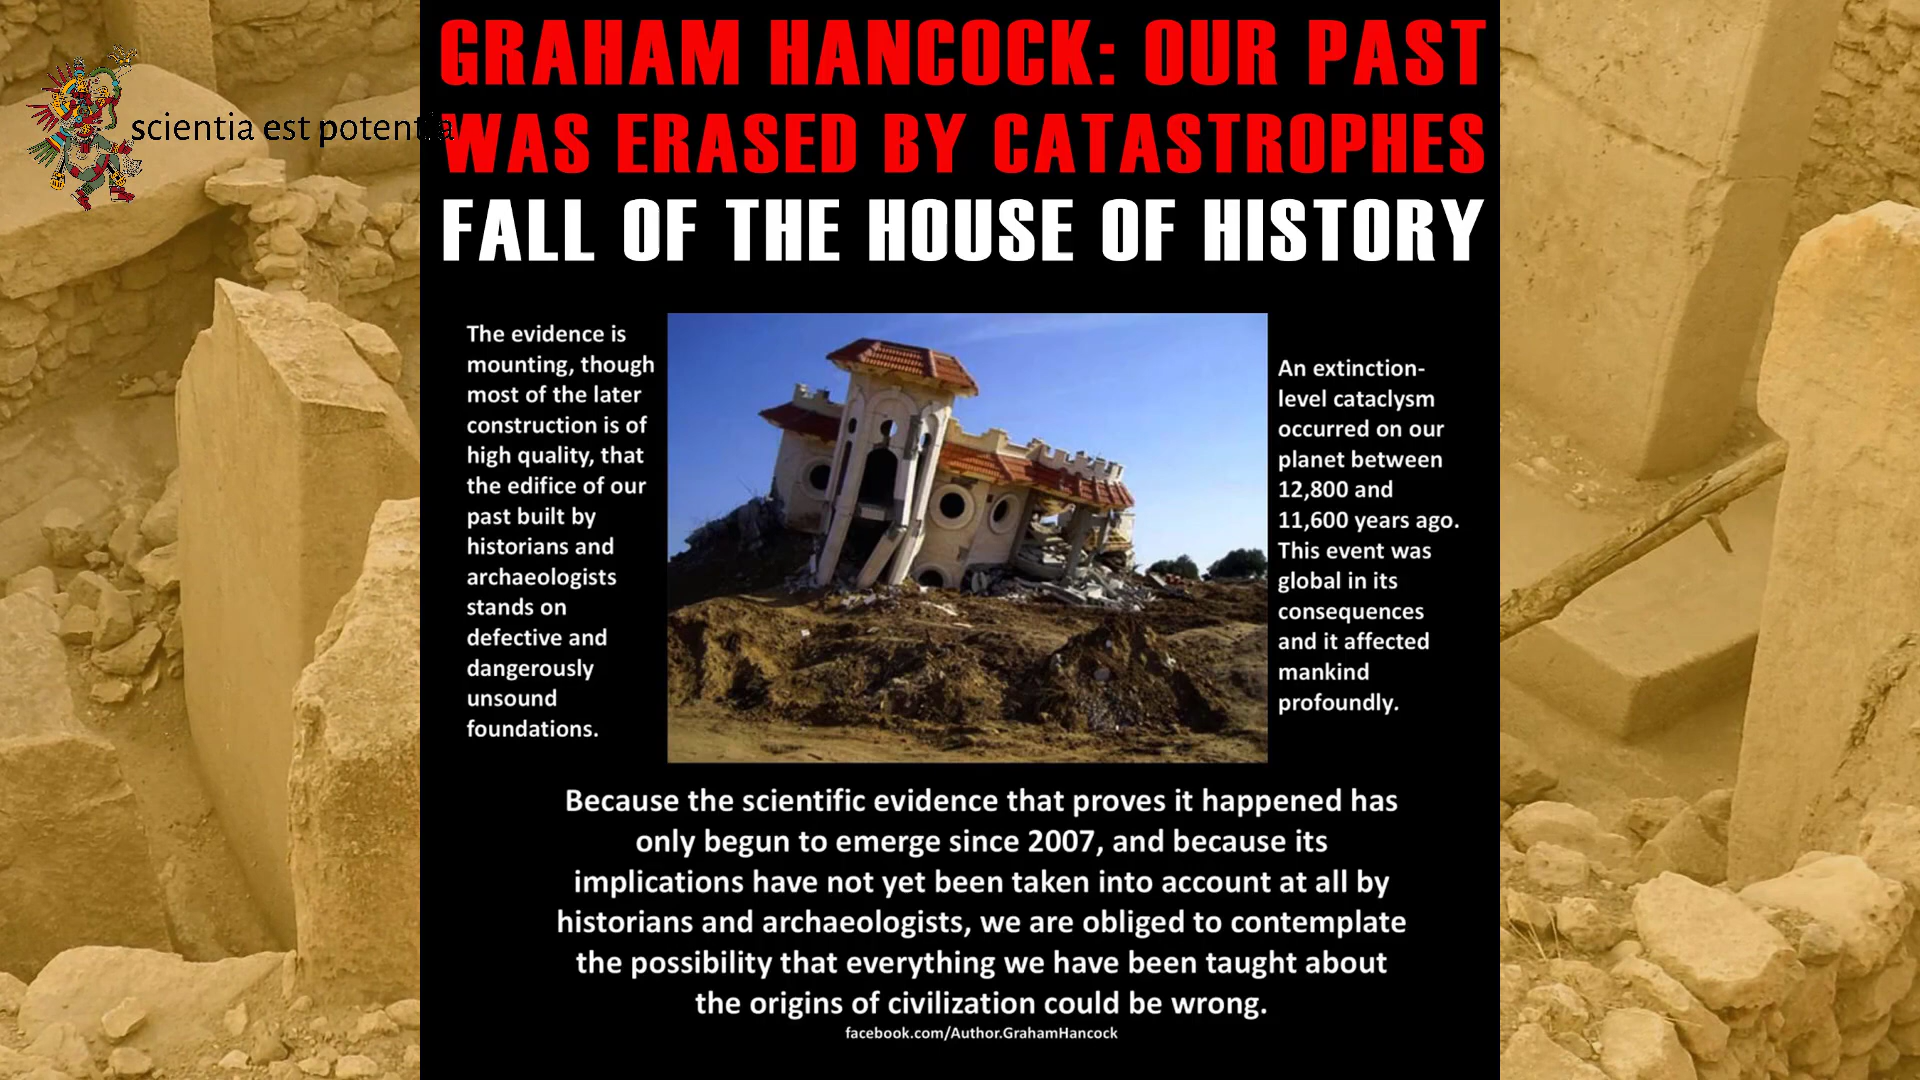 GRAHAM HANCOCK: OUR PAST
scientia est potentia
WAS ERASED BY CATASTROPHES
FALL OF THE HOUSE OF HISTORY
The evidence is
mounting, though
most of the later
construction is of
high quality, that
the edifice of our
past built by
historians and
archaeologists
stands on
defective and
dangerously
unsound
foundations.
An extinction-
level cataclysm
occurred on our
planet between
12,800 and
11,600 years ago.
This event was
global in its
consequences
and it affected
mankind
profoundly.
Because the scientific evidence that proves it happened has
only begun to emerge since 2007, and because its
implications have not yet been taken into account at all by
historians and archaeologists, we are obliged to contemplate
the possibility that everything we have been taught about
the origins of civilization could be wrong.
facebook.com/Author.GrahamHancock